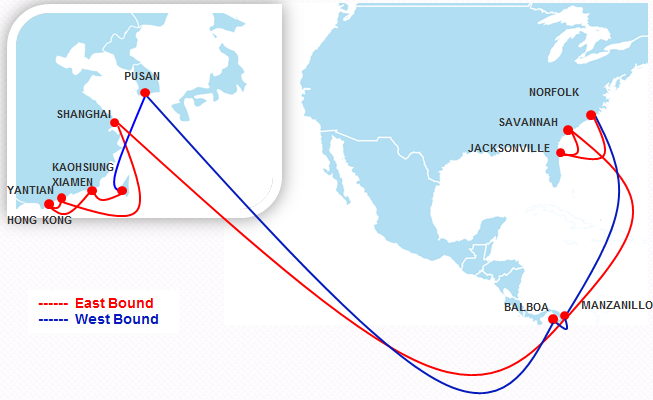 PUSAN
SHANGHAI
KAOHSIUNG
XIAMEN
YANTIAN
HONG KONG
NORFOLK
SAVANNAH
JACKSONVILLE
BALBOA
MANZANILLO
------ East Bound
------ West Bound